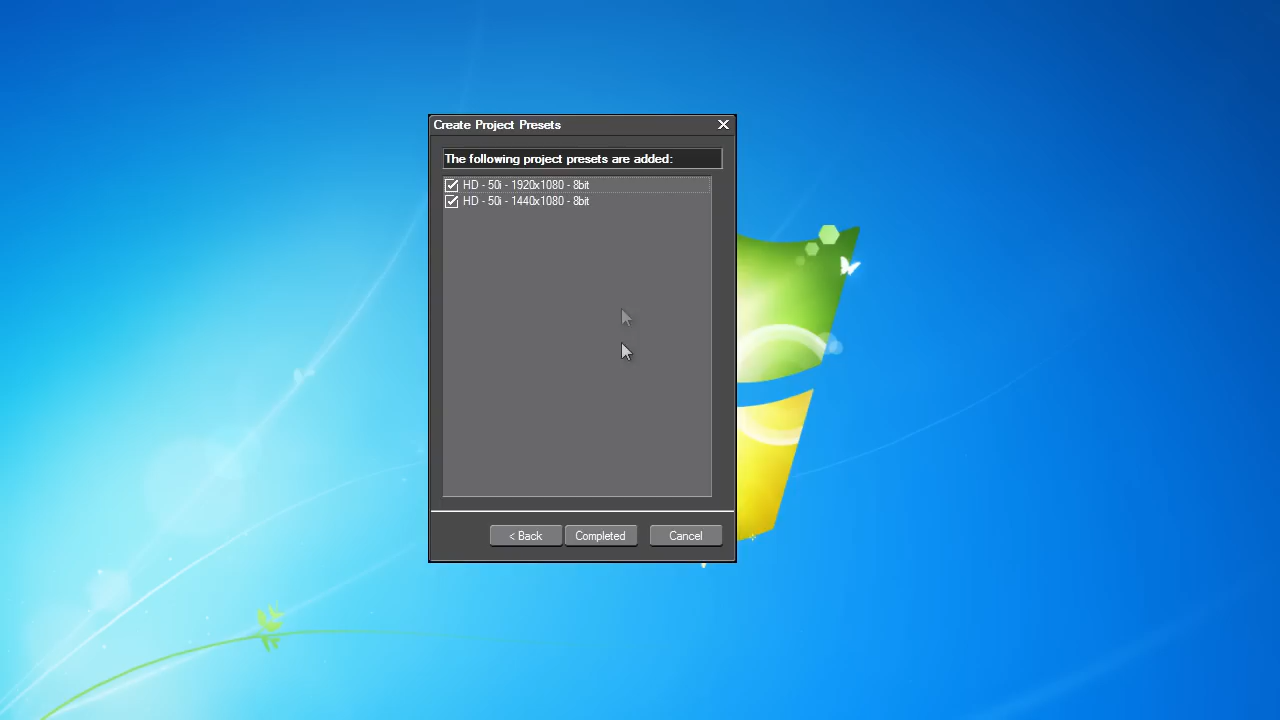 Create Project Presets
The following project presets are added:
HD - 50i - 1920x1080 - 8bit
HD - 50i - 1440x1080 - 8bit
< Back Completed Cancel